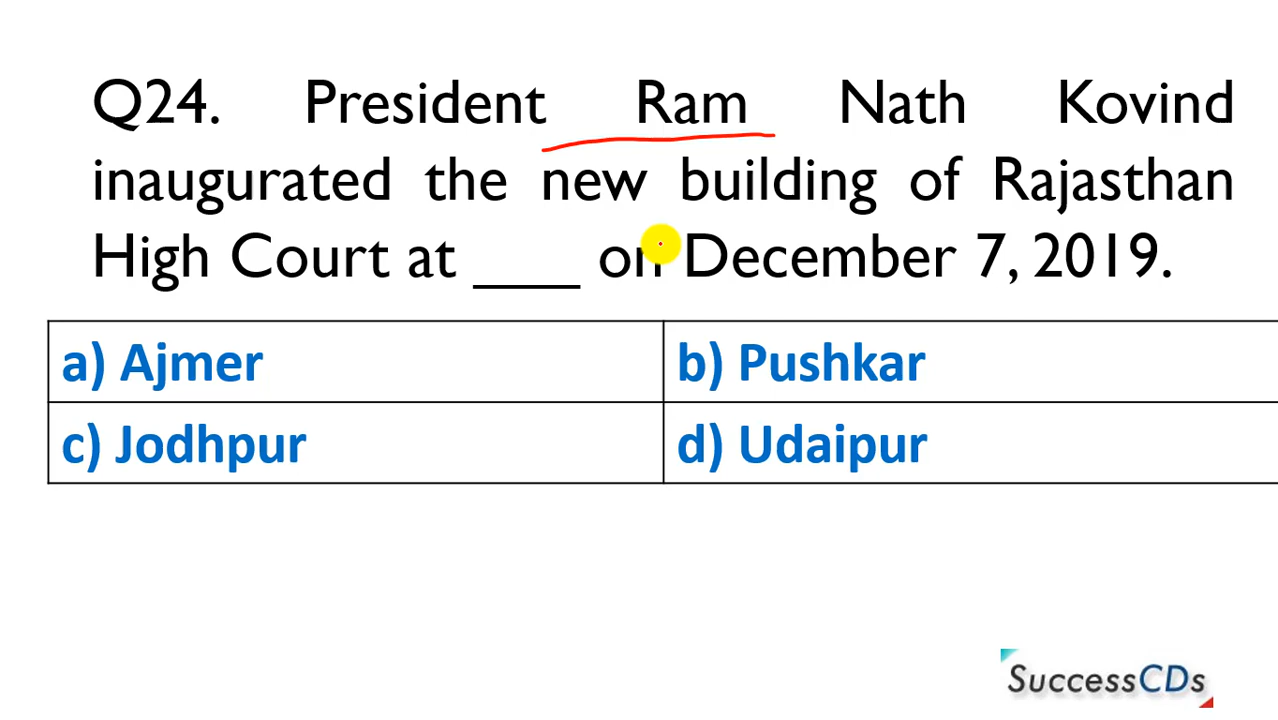 Q24. President Ram Nath Kovind
inaugurated the new building of Rajasthan
High Court at ____ on December 7, 2019.
a) Ajmer
b) Pushkar
c) Jodhpur
d) Udaipur
SuccessCDs